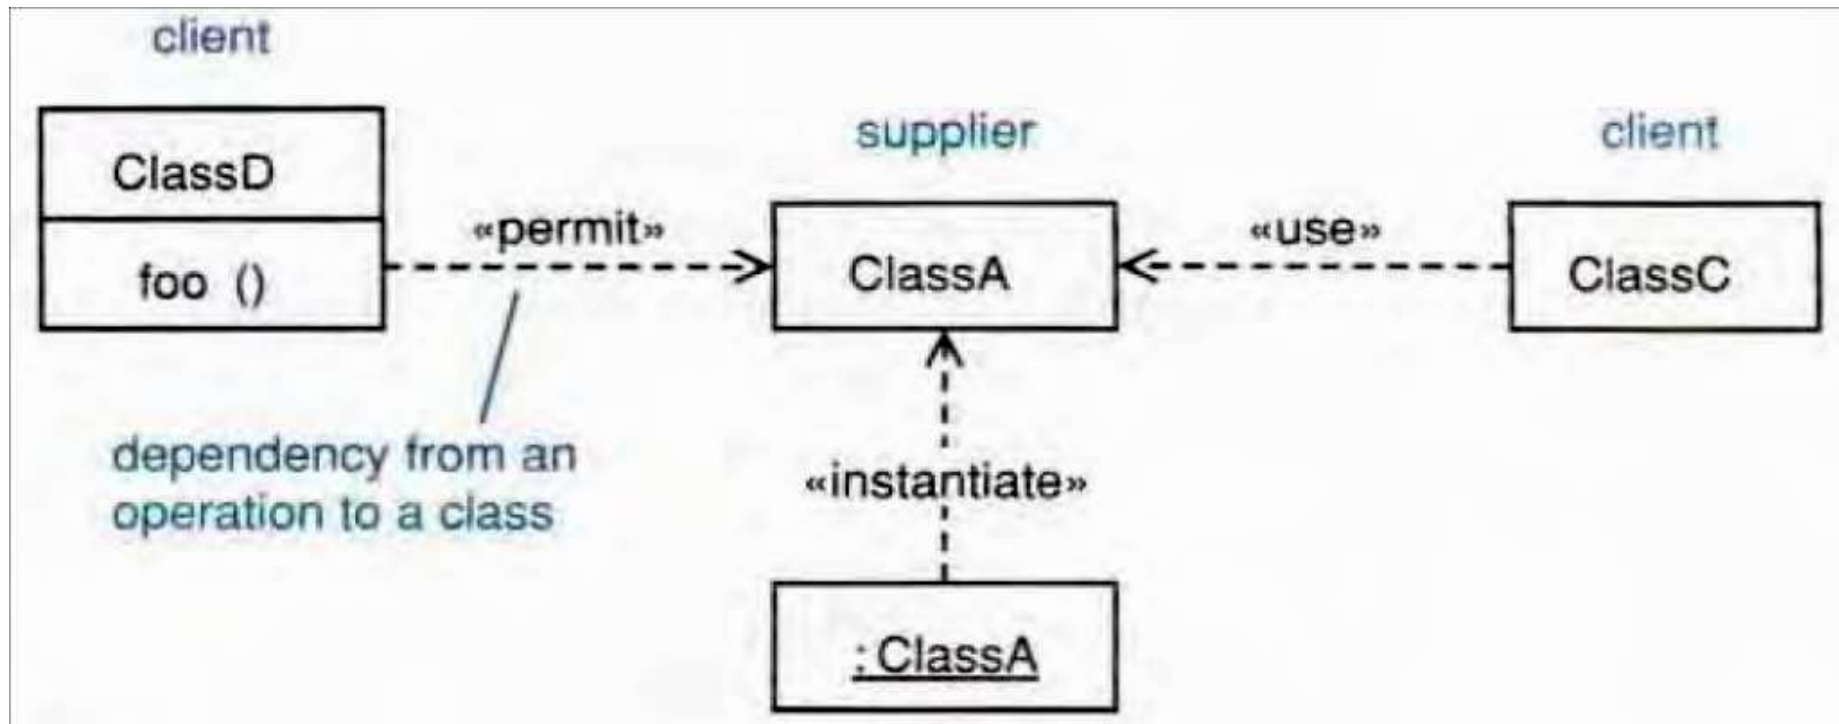 client
ClassD
foo ()
«permit»
supplier
ClassA
«use»
client
ClassC
dependency from an
operation to a class
«instantiate»
: ClassA